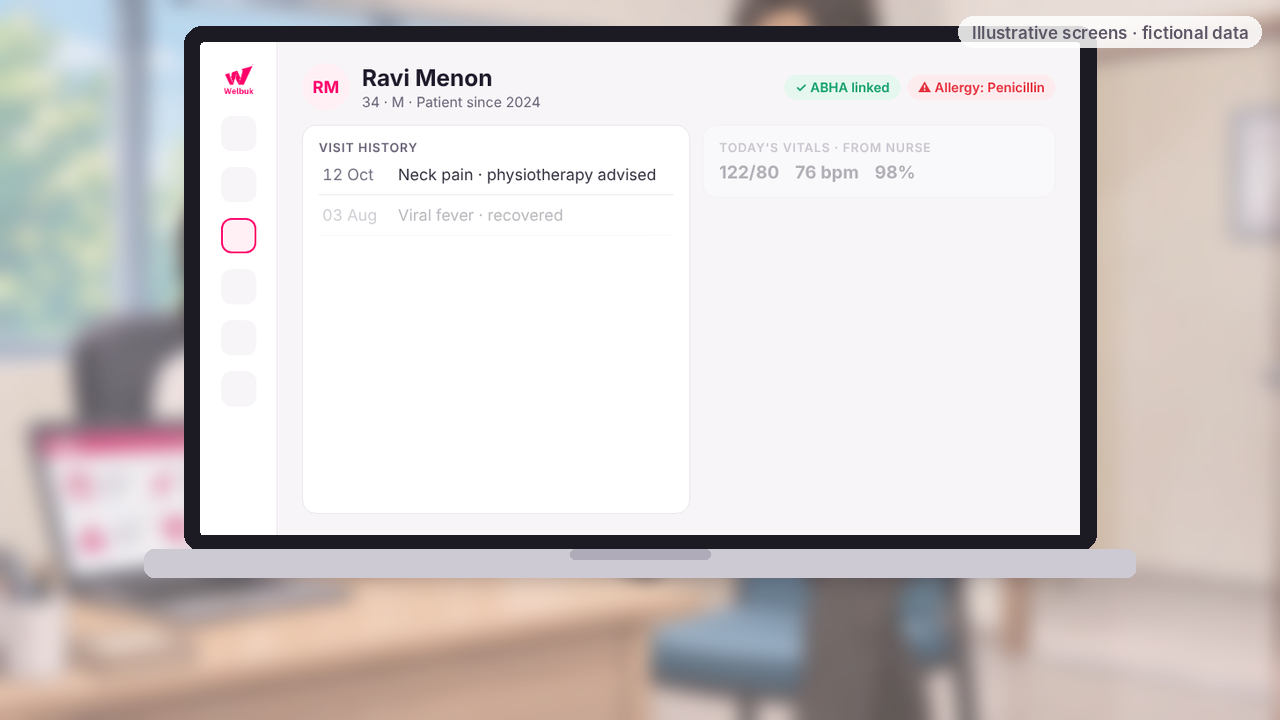 Illustrative screens · fictional data
Welbuk
RM
Ravi Menon
34 · M · Patient since 2024
✓ ABHA linked
⚠ Allergy: Penicillin
VISIT HISTORY
12 Oct Neck pain · physiotherapy advised
03 Aug Viral fever · recovered
TODAY'S VITALS · FROM NURSE
122/80 76 bpm 98%